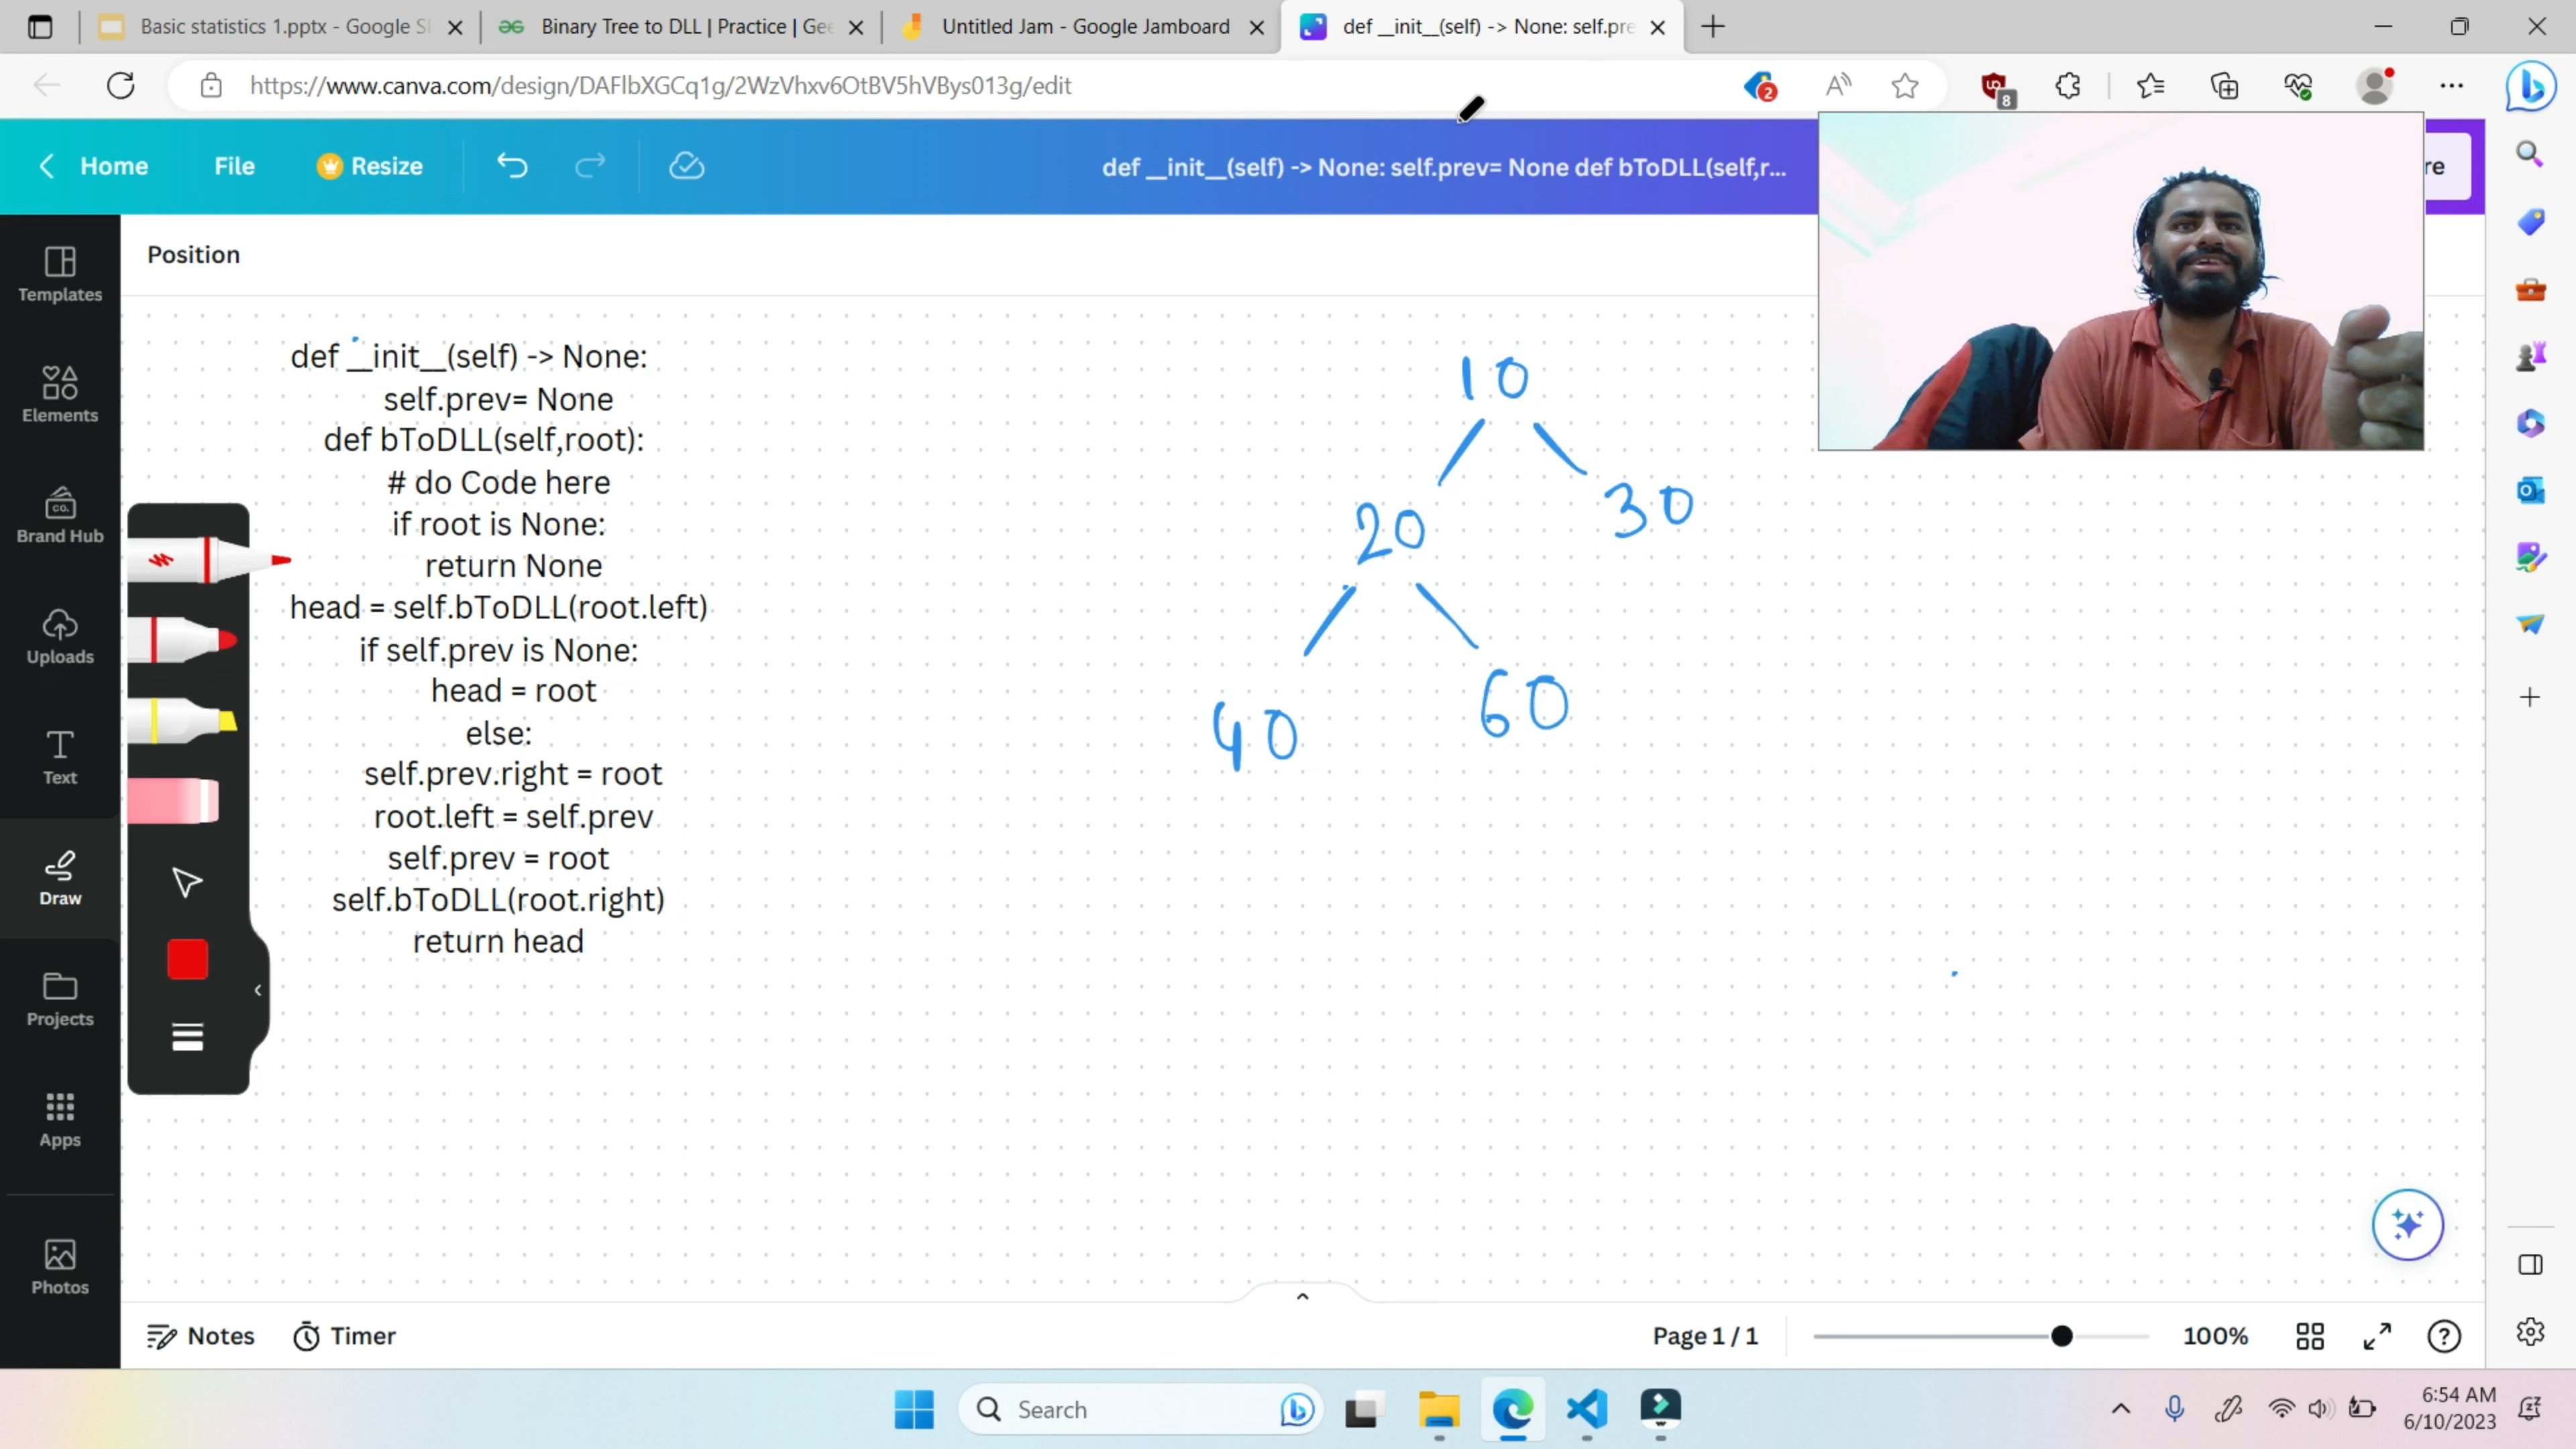 Basic statistics 1.pptx - Google Sl
Binary Tree to DLL | Practice | Gee
Untitled Jam - Google Jamboard
def __init__(self) -> None: self.pre
https://www.canva.com/design/DAFlbXGCq1g/2WzVhxv6OtBV5hVBys013g/edit
2
8
Home
File
Resize
def __init__(self) -> None: self.prev= None def bToDLL(self,r...
re
Position
Templates
Elements
Brand Hub
Uploads
Text
Draw
Projects
Apps
Photos
def __init__(self) -> None:
self.prev= None
def bToDLL(self,root):
# do Code here
if root is None:
return None
head = self.bToDLL(root.left)
if self.prev is None:
head = root
else:
self.prev.right = root
root.left = self.prev
self.prev = root
self.bToDLL(root.right)
return head
10
20
30
40
60
Notes
Timer
Page 1 / 1
100%
Search
6:54 AM
6/10/2023